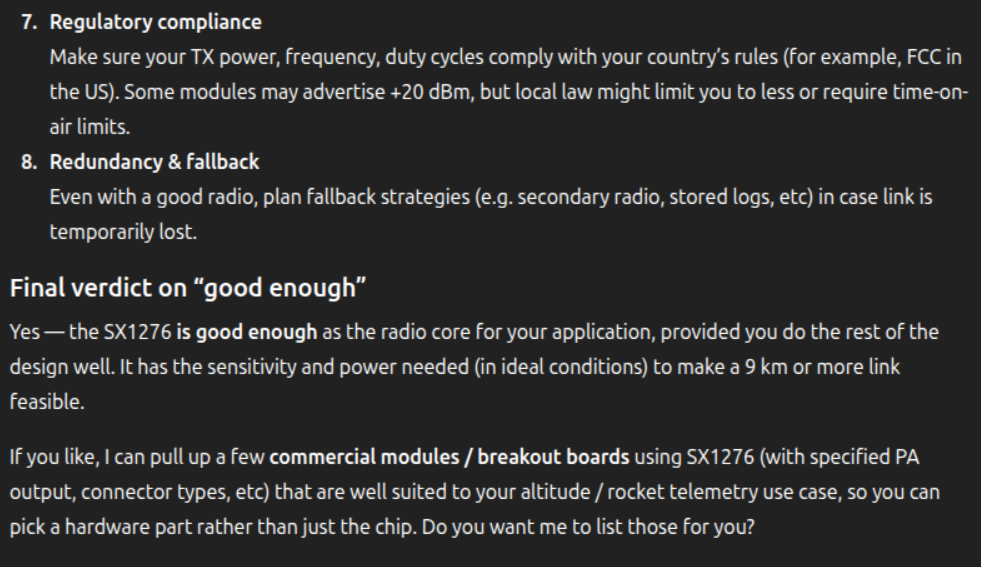 7. Regulatory compliance
Make sure your TX power, frequency, duty cycles comply with your country’s rules (for example, FCC in
the US). Some modules may advertise +20 dBm, but local law might limit you to less or require time-on-
air limits.
8. Redundancy & fallback
Even with a good radio, plan fallback strategies (e.g. secondary radio, stored logs, etc) in case link is
temporarily lost.
Final verdict on “good enough”
Yes — the SX1276 is good enough as the radio core for your application, provided you do the rest of the
design well. It has the sensitivity and power needed (in ideal conditions) to make a 9 km or more link
feasible.
If you like, I can pull up a few commercial modules / breakout boards using SX1276 (with specified PA
output, connector types, etc) that are well suited to your altitude / rocket telemetry use case, so you can
pick a hardware part rather than just the chip. Do you want me to list those for you?